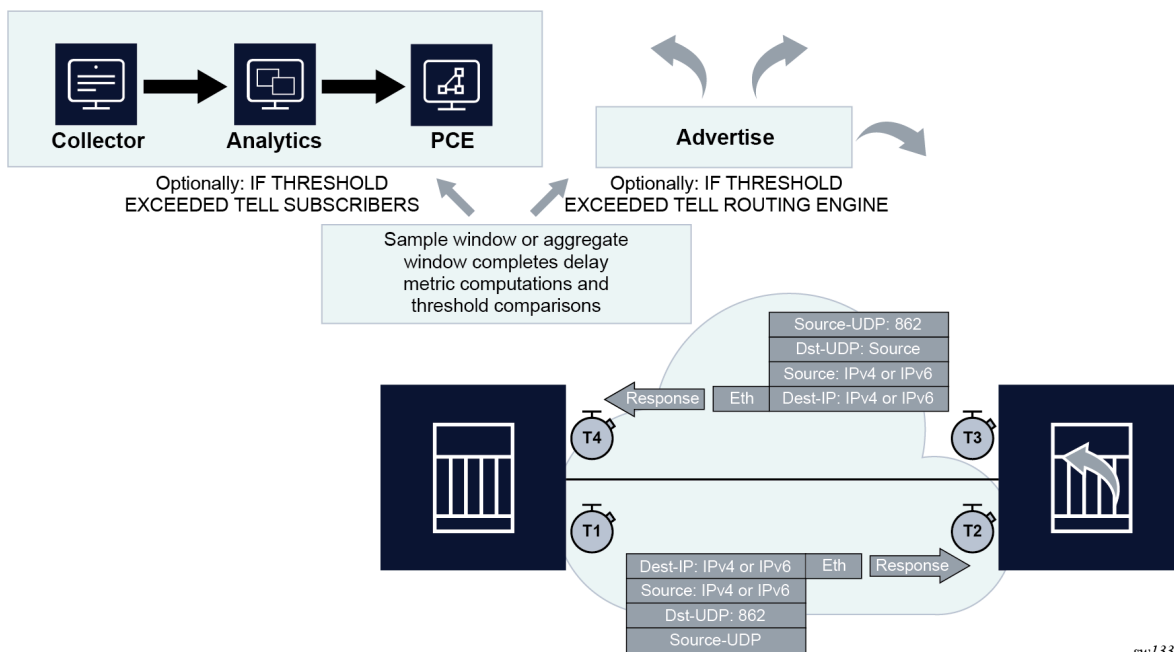 Collector
Analytics
PCE
Optionally: IF THRESHOLD
EXCEEDED TELL SUBSCRIBERS
Advertise
Optionally: IF THRESHOLD
EXCEEDED TELL ROUTING ENGINE
Sample window or aggregate
window completes delay
metric computations and
threshold comparisons
Source-UDP: 862
Dst-UDP: Source
Source: IPv4 or IPv6
Response
Eth
Dest-IP: IPv4 or IPv6
T4
T3
T1
T2
Dest-IP: IPv4 or IPv6
Eth
Response
Source: IPv4 or IPv6
Dst-UDP: 862
Source-UDP